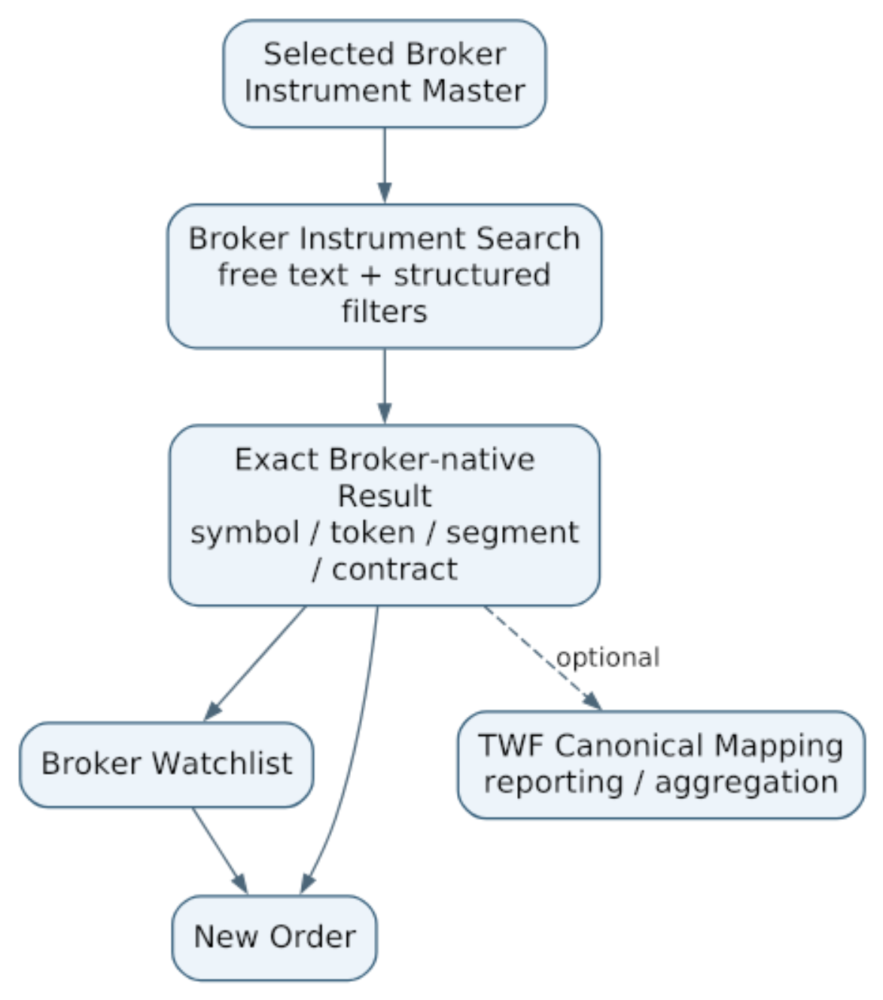 Selected Broker
Instrument Master
Broker Instrument Search
free text + structured
filters
Exact Broker-native
Result
symbol / token / segment
/ contract
optional
Broker Watchlist
TWF Canonical Mapping
reporting / aggregation
New Order